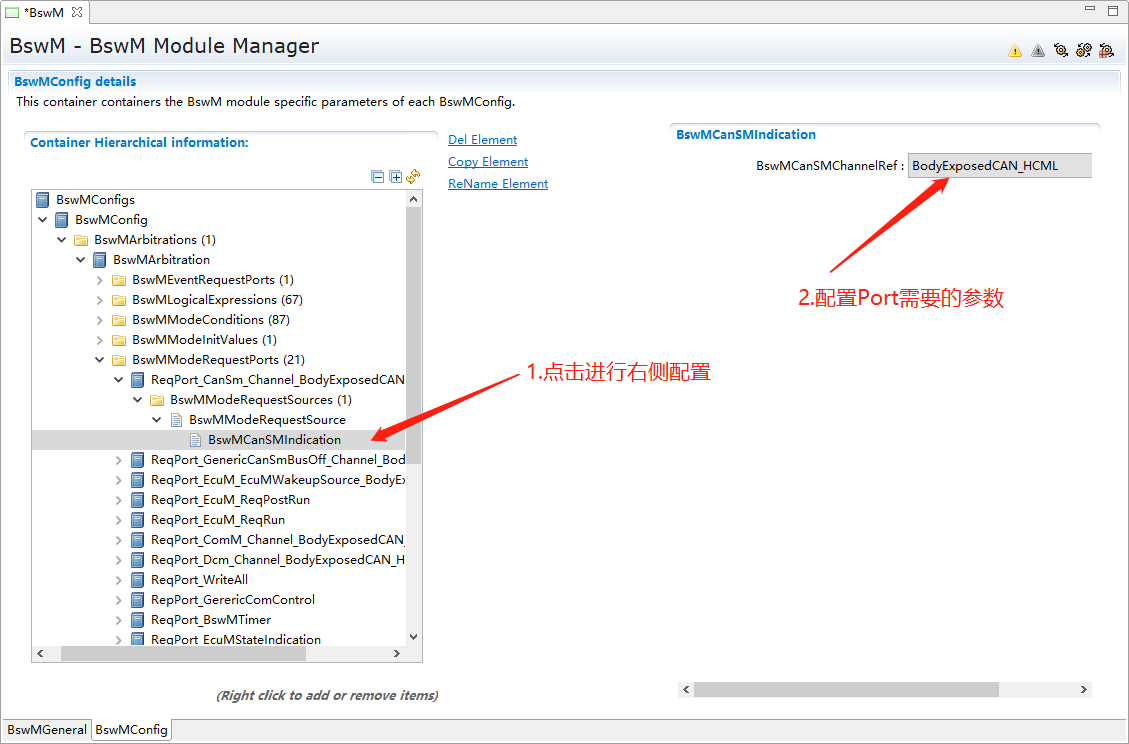 *BswM
BswM - BswM Module Manager
BswMConfig details
This container containers the BswM module specific parameters of each BswMConfig.
Container Hierarchical information:
Del Element
Copy Element
ReName Element
BswMConfigs
BswMConfig
BswMArbitrations (1)
BswMArbitration
BswMEventRequestPorts (1)
BswMLogicalExpressions (67)
BswMModeConditions (87)
BswMModeInitValues (1)
BswMModeRequestPorts (21)
ReqPort_CanSm_Channel_BodyExposedCAN
BswMModeRequestSources (1)
BswMModeRequestSource
BswMCanSMIndication
ReqPort_GenericCanSmBusOff_Channel_Bod
ReqPort_EcuM_EcuMWakeupSource_BodyEx
ReqPort_EcuM_ReqPostRun
ReqPort_EcuM_ReqRun
ReqPort_ComM_Channel_BodyExposedCAN_
ReqPort_Dcm_Channel_BodyExposedCAN_H
ReqPort_WriteAll
RepPort_GerericComControl
ReqPort_BswMTimer
ReqPort_EcuMStateIndication
(Right click to add or remove items)
BswMCanSMIndication
BswMCanSMChannelRef : BodyExposedCAN_HCML
2.配置Port需要的参数
1.点击进行右侧配置
BswMGeneral BswMConfig